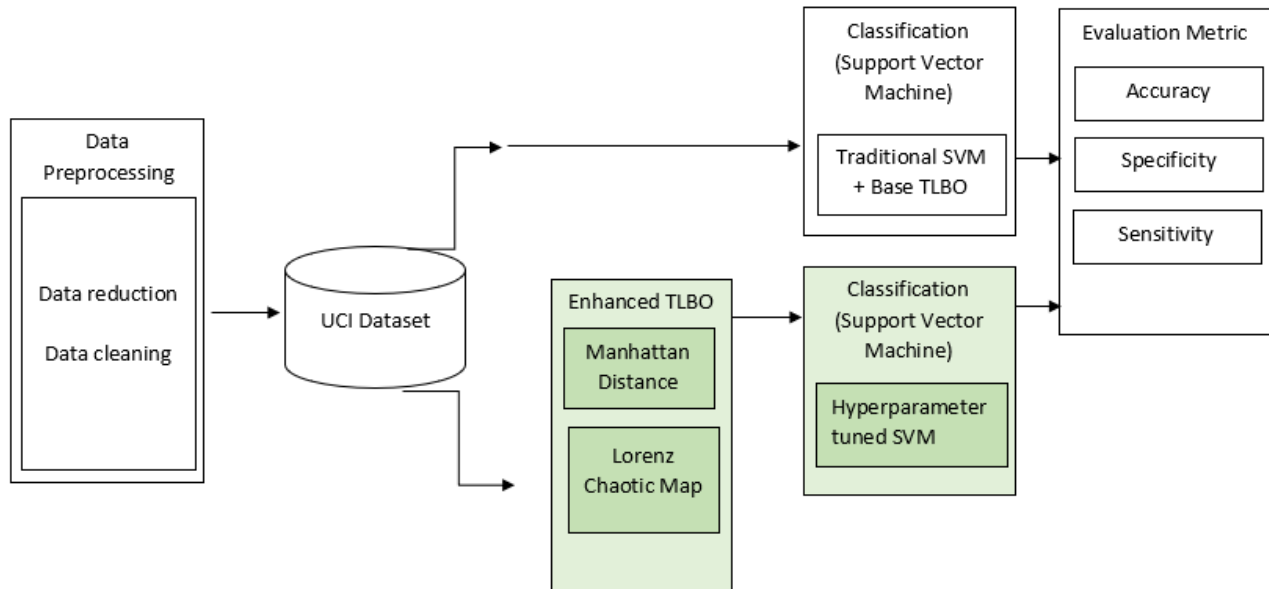 Data
Preprocessing
Data reduction
Data cleaning
UCI Dataset
Classification
(Support Vector
Machine)
Traditional SVM
+ Base TLBO
Enhanced TLBO
Manhattan
Distance
Lorenz
Chaotic Map
Classification
(Support Vector
Machine)
Hyperparameter
tuned SVM
Evaluation Metric
Accuracy
Specificity
Sensitivity